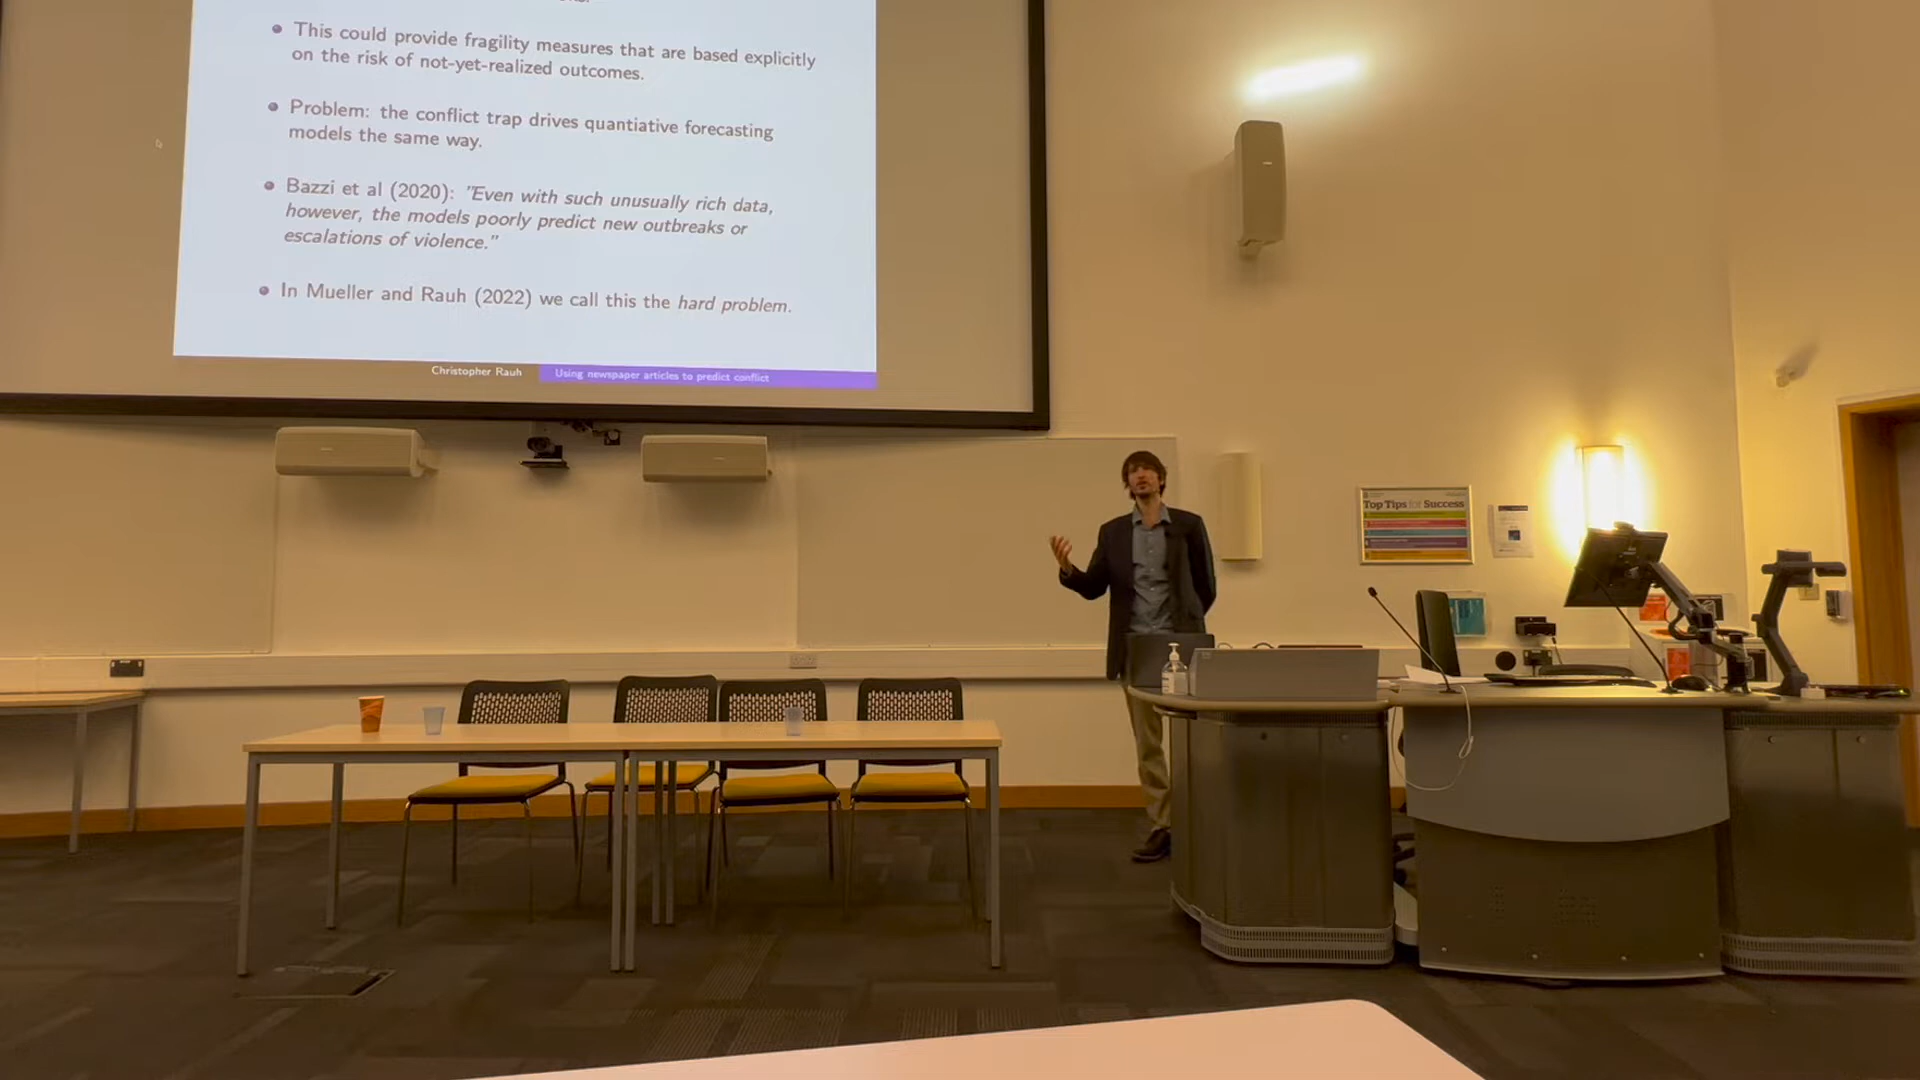 This could provide fragility measures that are based explicitly
on the risk of not-yet-realized outcomes.
Problem: the conflict trap drives quantiative forecasting
models the same way.
Bazzi et al (2020): "Even with such unusually rich data,
however, the models poorly predict new outbreaks or
escalations of violence."
In Mueller and Rauh (2022) we call this the hard problem.
Christopher Rauh
Using newspaper articles to predict conflict
Top Tips for Success